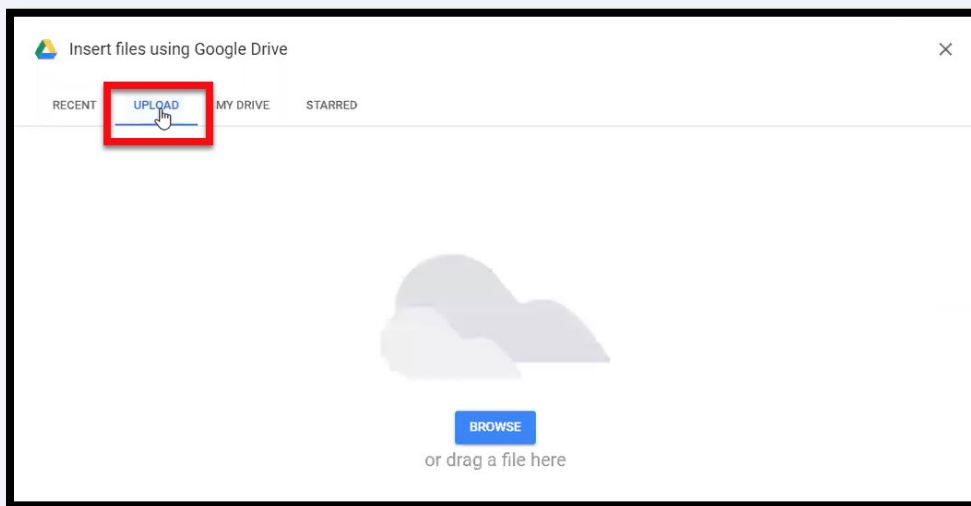 Insert files using Google Drive
RECENT UPLOAD MY DRIVE STARRED
BROWSE
or drag a file here